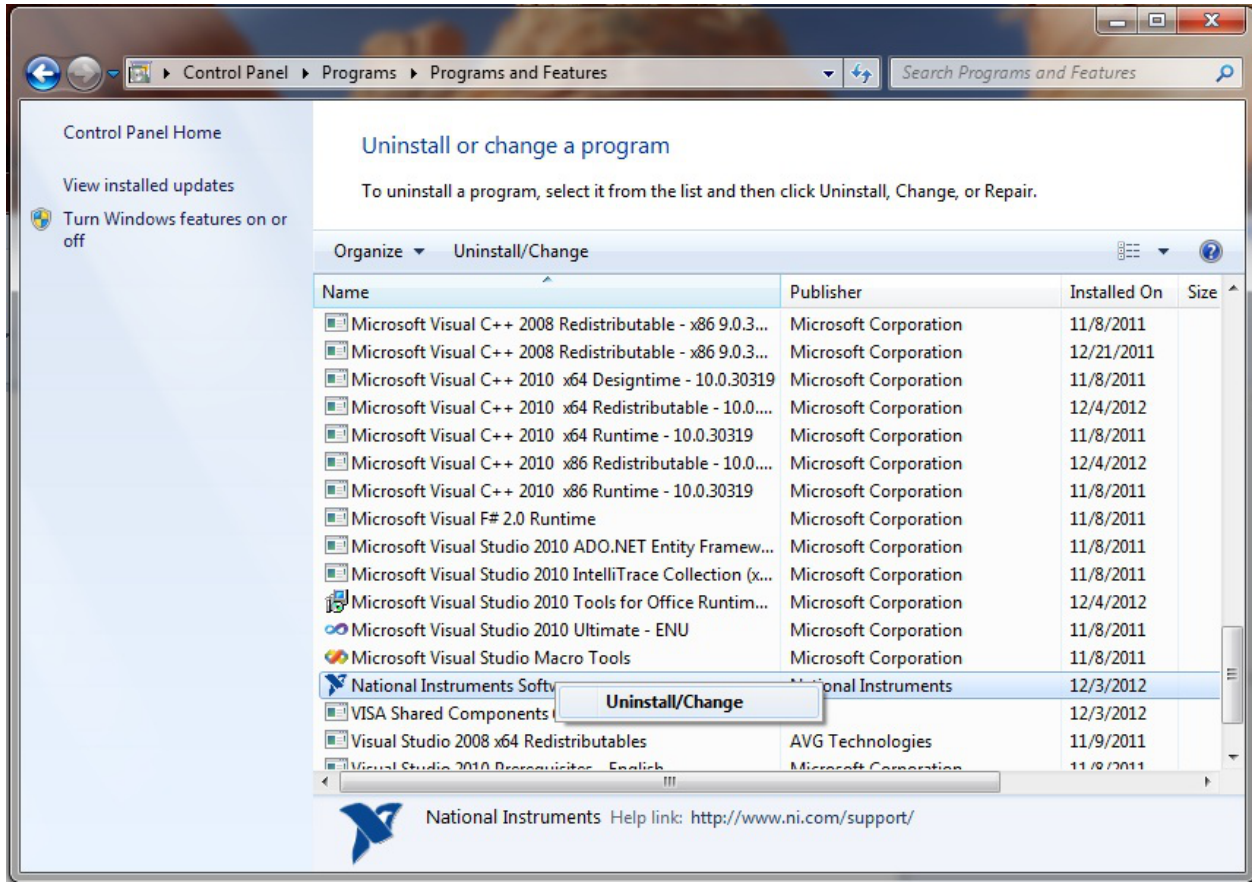 Control Panel ▸ Programs ▸ Programs and Features
Search Programs and Features
Control Panel Home
View installed updates
Turn Windows features on or
off
Uninstall or change a program
To uninstall a program, select it from the list and then click Uninstall, Change, or Repair.
Organize Uninstall/Change
Name Publisher Installed On Size
Microsoft Visual C++ 2008 Redistributable - x86 9.0.3... Microsoft Corporation 11/8/2011
Microsoft Visual C++ 2008 Redistributable - x86 9.0.3... Microsoft Corporation 12/21/2011
Microsoft Visual C++ 2010 x64 Designtime - 10.0.30319 Microsoft Corporation 11/8/2011
Microsoft Visual C++ 2010 x64 Redistributable - 10.0.... Microsoft Corporation 12/4/2012
Microsoft Visual C++ 2010 x64 Runtime - 10.0.30319 Microsoft Corporation 11/8/2011
Microsoft Visual C++ 2010 x86 Redistributable - 10.0.... Microsoft Corporation 12/4/2012
Microsoft Visual C++ 2010 x86 Runtime - 10.0.30319 Microsoft Corporation 11/8/2011
Microsoft Visual F# 2.0 Runtime Microsoft Corporation 11/8/2011
Microsoft Visual Studio 2010 ADO.NET Entity Framew... Microsoft Corporation 11/8/2011
Microsoft Visual Studio 2010 IntelliTrace Collection (x... Microsoft Corporation 11/8/2011
Microsoft Visual Studio 2010 Tools for Office Runtim... Microsoft Corporation 12/4/2012
Microsoft Visual Studio 2010 Ultimate - ENU Microsoft Corporation 11/8/2011
Microsoft Visual Studio Macro Tools Microsoft Corporation 11/8/2011
National Instruments Softw National Instruments 12/3/2012
Uninstall/Change
VISA Shared Components 12/3/2012
Visual Studio 2008 x64 Redistributables AVG Technologies 11/9/2011
Visual Studio 2010 Prerequisites - English Microsoft Corporation 11/8/2011
National Instruments Help link: http://www.ni.com/support/